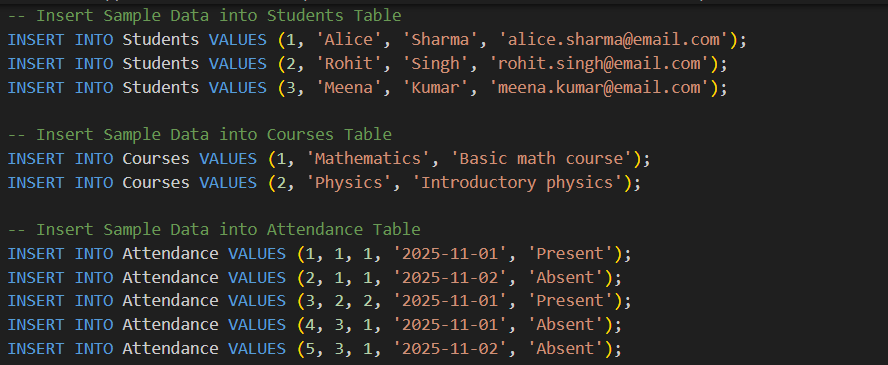 -- Insert Sample Data into Students Table
INSERT INTO Students VALUES (1, 'Alice', 'Sharma', 'alice.sharma@email.com');
INSERT INTO Students VALUES (2, 'Rohit', 'Singh', 'rohit.singh@email.com');
INSERT INTO Students VALUES (3, 'Meena', 'Kumar', 'meena.kumar@email.com');
-- Insert Sample Data into Courses Table
INSERT INTO Courses VALUES (1, 'Mathematics', 'Basic math course');
INSERT INTO Courses VALUES (2, 'Physics', 'Introductory physics');
-- Insert Sample Data into Attendance Table
INSERT INTO Attendance VALUES (1, 1, 1, '2025-11-01', 'Present');
INSERT INTO Attendance VALUES (2, 1, 1, '2025-11-02', 'Absent');
INSERT INTO Attendance VALUES (3, 2, 2, '2025-11-01', 'Present');
INSERT INTO Attendance VALUES (4, 3, 1, '2025-11-01', 'Absent');
INSERT INTO Attendance VALUES (5, 3, 1, '2025-11-02', 'Absent');